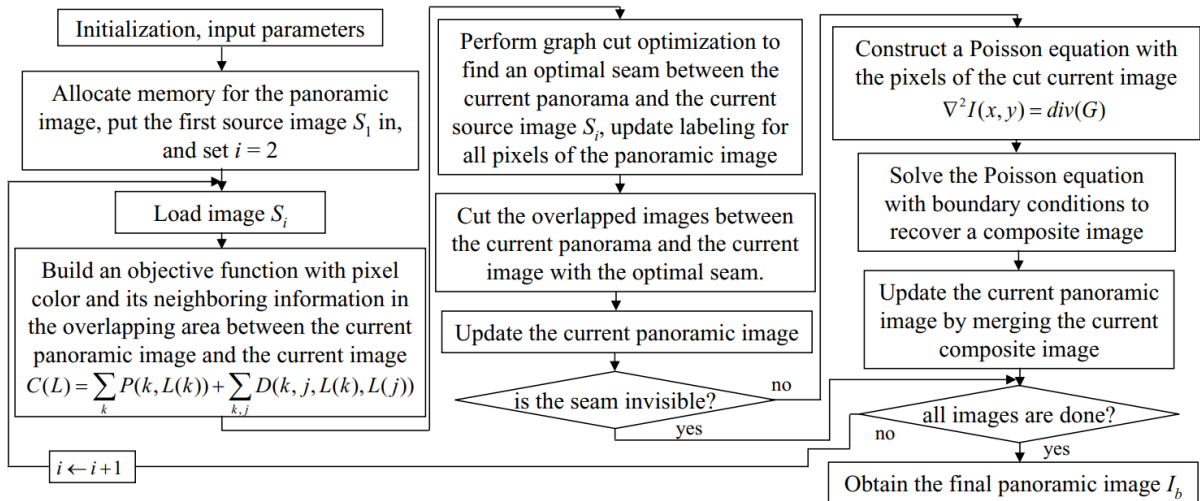 Initialization, input parameters
Allocate memory for the panoramic
image, put the first source image S₁ in,
and set i = 2
Load image Sᵢ
Build an objective function with pixel
color and its neighboring information in
the overlapping area between the current
panoramic image and the current image
C(L) = ∑ₖ P(k, L(k)) + ∑ₖ,ⱼ D(k, j, L(k), L(j))
i ← i+1
Perform graph cut optimization to
find an optimal seam between the
current panorama and the current
source image Sᵢ, update labeling for
all pixels of the panoramic image
Cut the overlapped images between
the current panorama and the current
image with the optimal seam.
Update the current panoramic image
is the seam invisible?
no
yes
Construct a Poisson equation with
the pixels of the cut current image
∇²I(x, y) = div(G)
Solve the Poisson equation
with boundary conditions to
recover a composite image
Update the current panoramic
image by merging the current
composite image
all images are done?
no
yes
Obtain the final panoramic image I_b